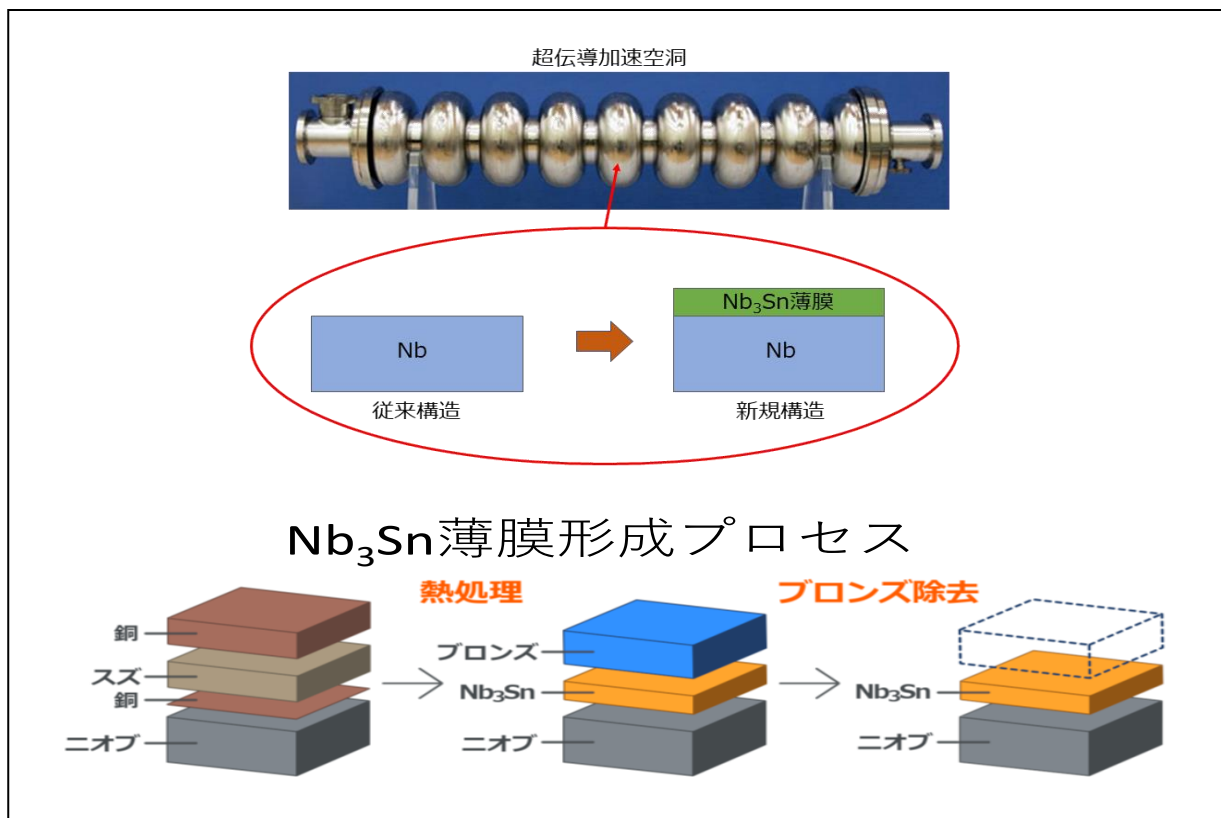 超伝導加速空洞
Nb₃Sn薄膜
Nb
Nb
従来構造
新規構造
Nb₃Sn薄膜形成プロセス
熱処理
ブロンズ除去
銅
スズ
銅
ニオブ
ブロンズ
Nb₃Sn
ニオブ
Nb₃Sn
ニオブ